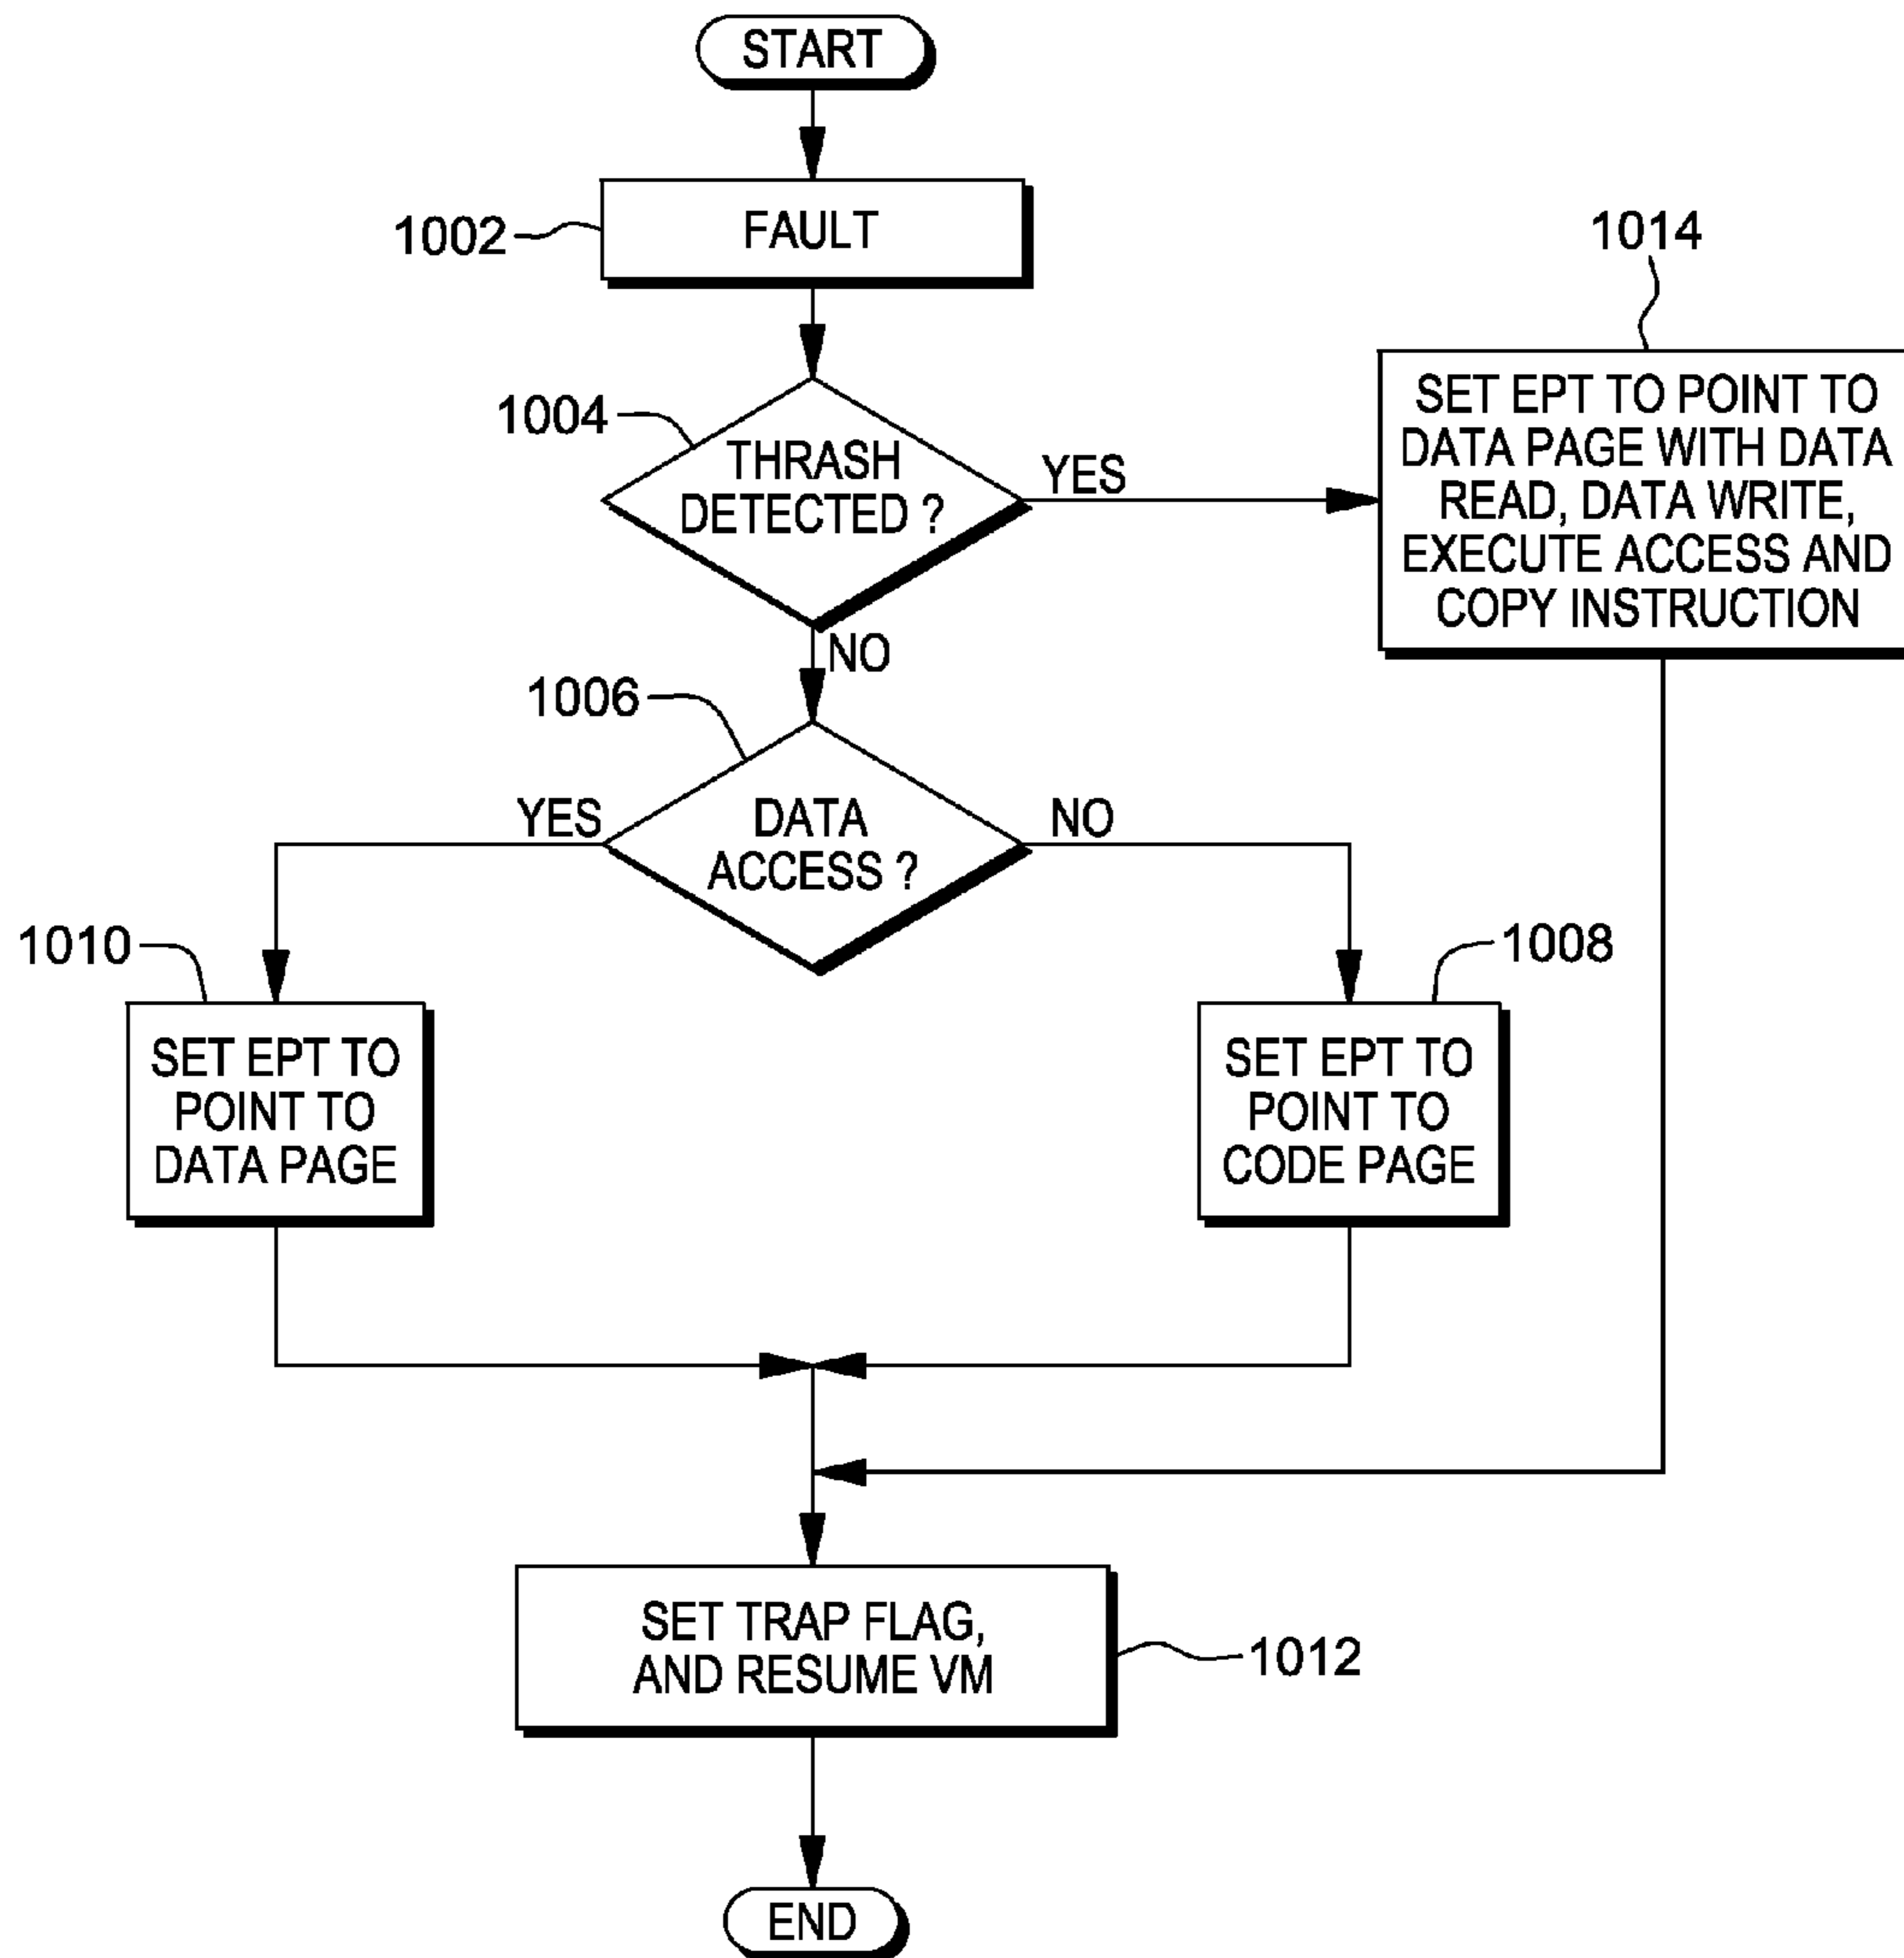 START
1002
FAULT
1014
SET EPT TO POINT TO
DATA PAGE WITH DATA
READ, DATA WRITE,
EXECUTE ACCESS AND
COPY INSTRUCTION
1004
THRASH
DETECTED ?
YES
NO
1006
DATA
ACCESS ?
YES
NO
1010
SET EPT TO
POINT TO
DATA PAGE
1008
SET EPT TO
POINT TO
CODE PAGE
SET TRAP FLAG,
AND RESUME VM
1012
END